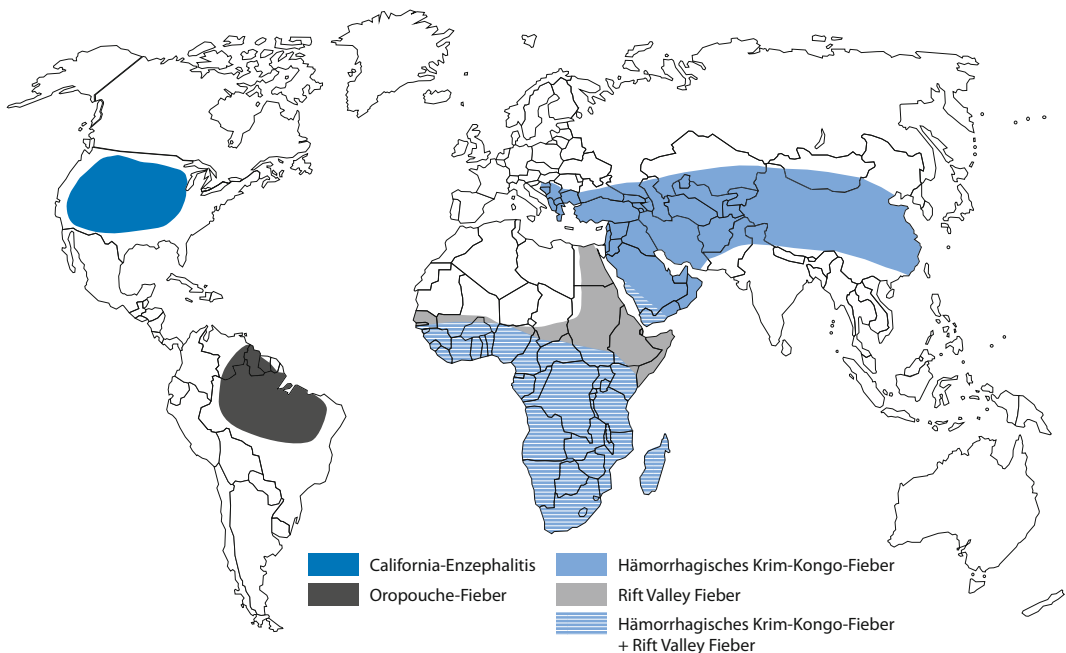 California-Enzephalitis
Oropouche-Fieber
Hämorrhagisches Krim-Kongo-Fieber
Rift Valley Fieber
Hämorrhagisches Krim-Kongo-Fieber
+ Rift Valley Fieber